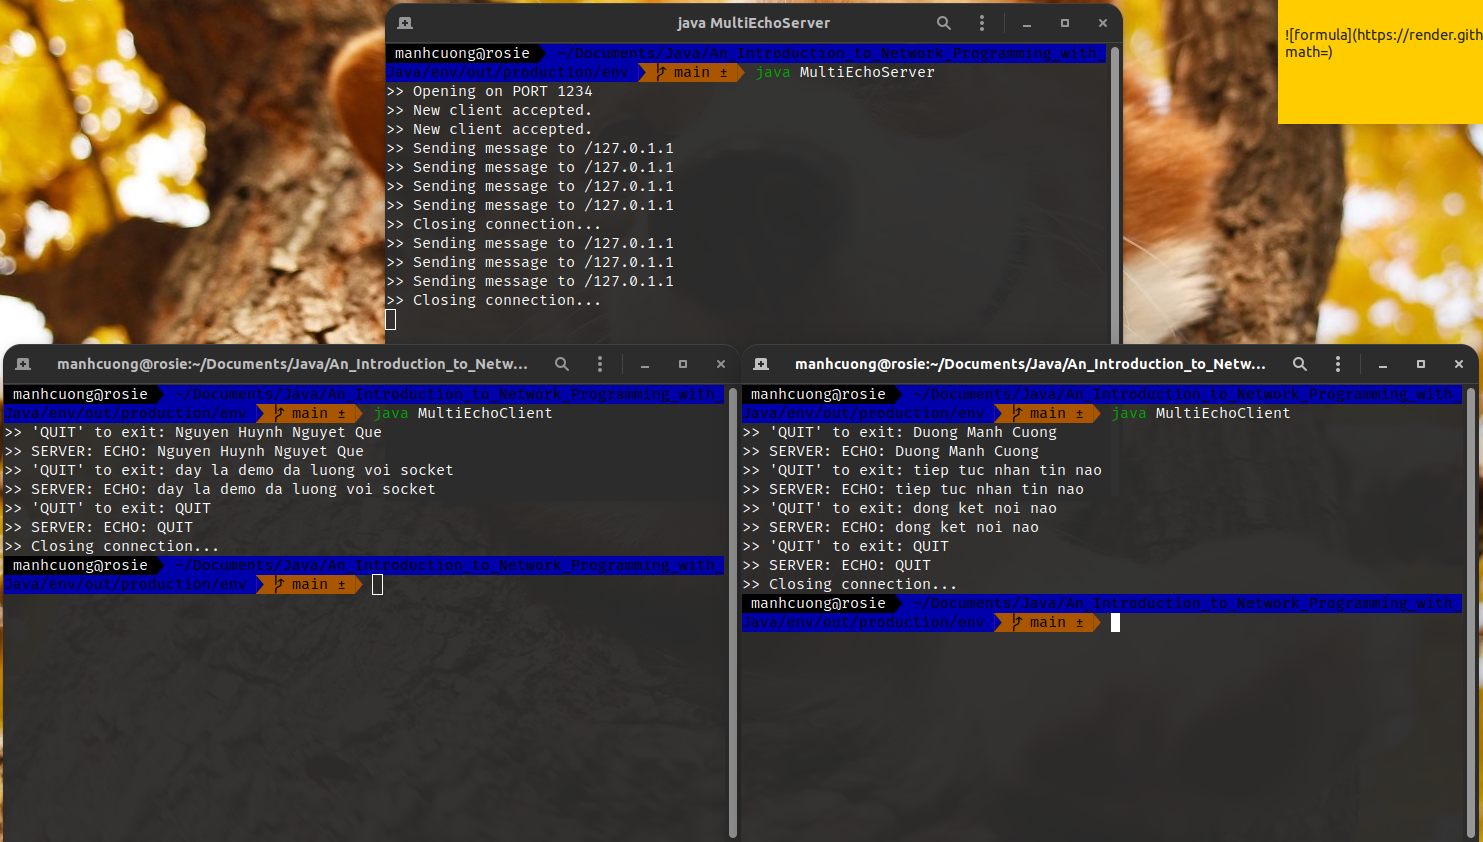 java MultiEchoServer
manhcuong@rosie ~/Documents/Java/An_Introduction_to_Network_Programming_with_
Java/env/out/production/env main ± java MultiEchoServer
>> Opening on PORT 1234
>> New client accepted.
>> New client accepted.
>> Sending message to /127.0.1.1
>> Sending message to /127.0.1.1
>> Sending message to /127.0.1.1
>> Sending message to /127.0.1.1
>> Closing connection...
>> Sending message to /127.0.1.1
>> Sending message to /127.0.1.1
>> Sending message to /127.0.1.1
>> Closing connection...
![formula](https://render.gith
math=)
manhcuong@rosie:~/Documents/Java/An_Introduction_to_Netw...
manhcuong@rosie ~/Documents/Java/An_Introduction_to_Network_Programming_with_
Java/env/out/production/env main ± java MultiEchoClient
>> 'QUIT' to exit: Nguyen Huynh Nguyet Que
>> SERVER: ECHO: Nguyen Huynh Nguyet Que
>> 'QUIT' to exit: day la demo da luong voi socket
>> SERVER: ECHO: day la demo da luong voi socket
>> 'QUIT' to exit: QUIT
>> SERVER: ECHO: QUIT
>> Closing connection...
manhcuong@rosie ~/Documents/Java/An_Introduction_to_Network_Programming_with_
Java/env/out/production/env main ±
manhcuong@rosie:~/Documents/Java/An_Introduction_to_Netw...
manhcuong@rosie ~/Documents/Java/An_Introduction_to_Network_Programming_with_
Java/env/out/production/env main ± java MultiEchoClient
>> 'QUIT' to exit: Duong Manh Cuong
>> SERVER: ECHO: Duong Manh Cuong
>> 'QUIT' to exit: tiep tuc nhan tin nao
>> SERVER: ECHO: tiep tuc nhan tin nao
>> 'QUIT' to exit: dong ket noi nao
>> SERVER: ECHO: dong ket noi nao
>> 'QUIT' to exit: QUIT
>> SERVER: ECHO: QUIT
>> Closing connection...
manhcuong@rosie ~/Documents/Java/An_Introduction_to_Network_Programming_with_
Java/env/out/production/env main ±